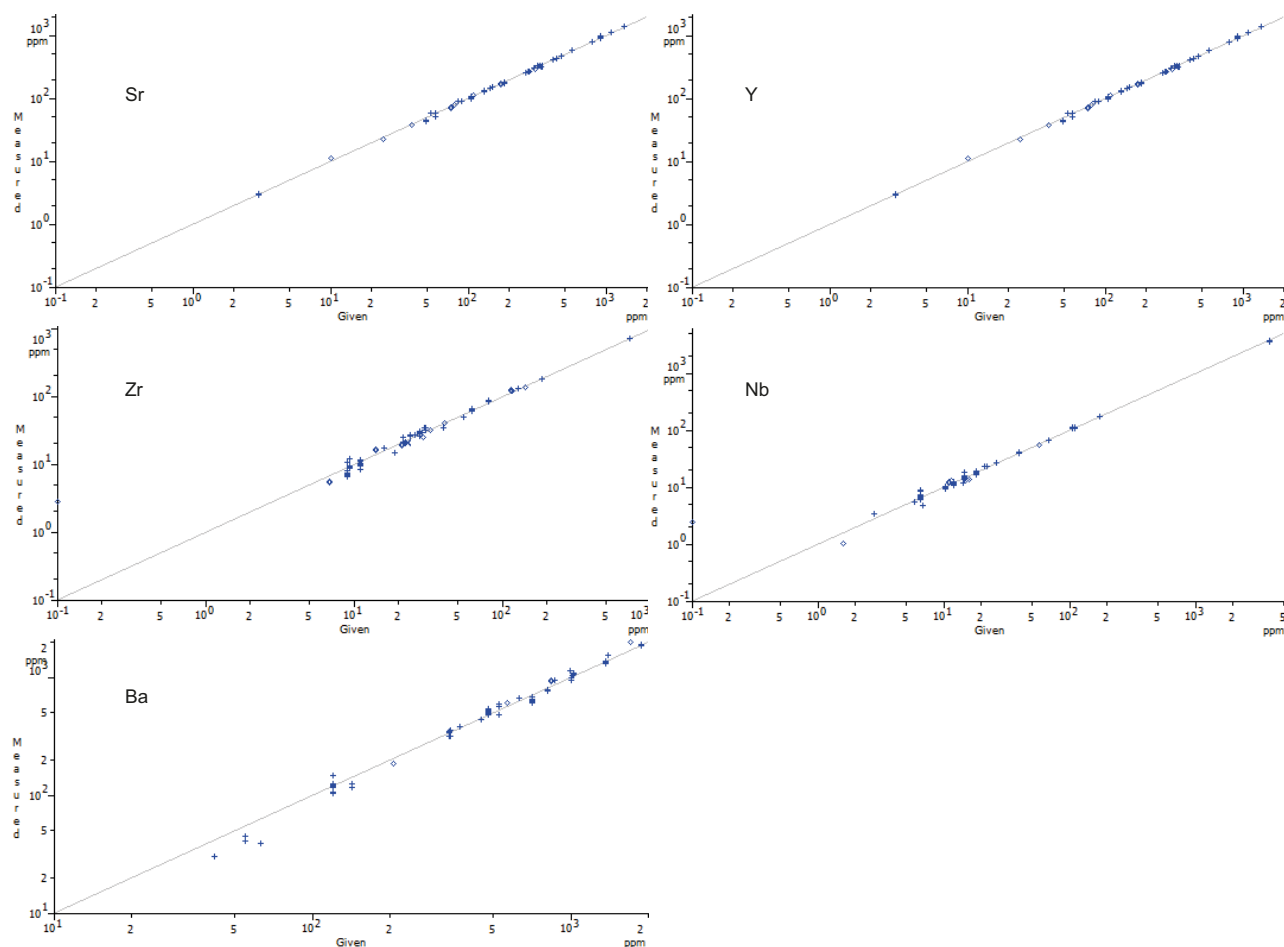 10³
ppm
Sr
10²
Measured
10¹
10⁰
10⁻¹
10⁻¹ 2 5 10⁰ 2 5 10¹ 2 5 10² 2 5 10³ 2
Given ppm
10³
ppm
Y
10²
Measured
10¹
10⁰
10⁻¹
10⁻¹ 2 5 10⁰ 2 5 10¹ 2 5 10² 2 5 10³ 2
Given ppm
10³
ppm
Zr
10²
Measured
10¹
10⁰
10⁻¹
10⁻¹ 2 5 10⁰ 2 5 10¹ 2 5 10² 2 5 10³
Given ppm
10³
ppm
Nb
10²
Measured
10¹
10⁰
10⁻¹
10⁻¹ 2 5 10⁰ 2 5 10¹ 2 5 10² 2 5 10³ 2 5
Given ppm
2
ppm
10³
Ba
5
Measured
2
10²
5
2
10¹
10¹ 2 5 10² 2 5 10³ 2
Given ppm